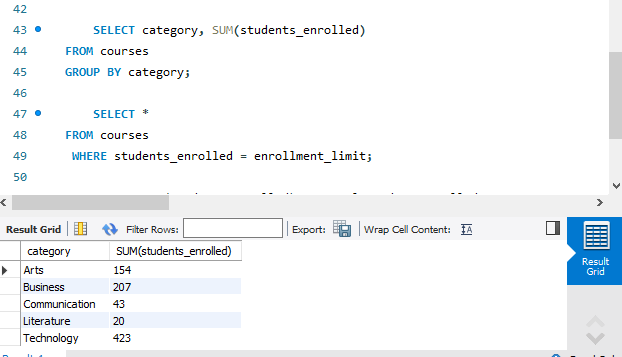 42
43 SELECT category, SUM(students_enrolled)
44 FROM courses
45 GROUP BY category;
46
47 SELECT *
48 FROM courses
49 WHERE students_enrolled = enrollment_limit;
50
Result Grid Filter Rows: Export: Wrap Cell Content: IA
category SUM(students_enrolled)
Arts 154
Business 207
Communication 43
Literature 20
Technology 423
Result
Grid